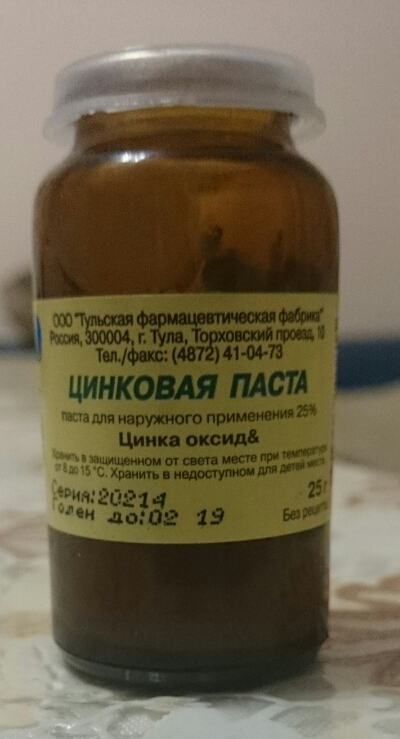 ООО "Тульская фармацевтическая фабрика"
Россия, 300004, г. Тула, Торховский проезд, 10
Тел./факс: (4872) 41-04-73
ЦИНКОВАЯ ПАСТА
паста для наружного применения 25%
Цинка оксид&
Хранить в защищенном от света месте при температуре
от 8 до 15 °C. Хранить в недоступном для детей месте.
Серия:20214
25 г
Годен до:02 19
Без рецепта